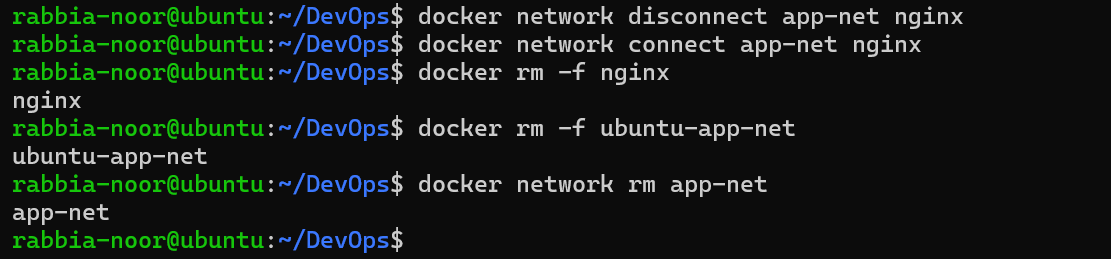 rabbia-noor@ubuntu:~/DevOps$ docker network disconnect app-net nginx
rabbia-noor@ubuntu:~/DevOps$ docker network connect app-net nginx
rabbia-noor@ubuntu:~/DevOps$ docker rm -f nginx
nginx
rabbia-noor@ubuntu:~/DevOps$ docker rm -f ubuntu-app-net
ubuntu-app-net
rabbia-noor@ubuntu:~/DevOps$ docker network rm app-net
app-net
rabbia-noor@ubuntu:~/DevOps$